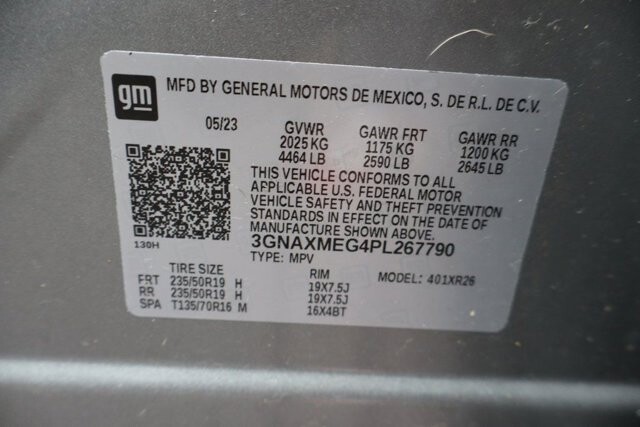 gm
MFD BY GENERAL MOTORS DE MEXICO, S. DE R.L. DE C.V.
05/23 GVWR GAWR FRT GAWR RR
2025 KG 1175 KG 1200 KG
4464 LB 2590 LB 2645 LB
THIS VEHICLE CONFORMS TO ALL
APPLICABLE U.S. FEDERAL MOTOR
VEHICLE SAFETY AND THEFT PREVENTION
STANDARDS IN EFFECT ON THE DATE OF
MANUFACTURE SHOWN ABOVE.
130H
3GNAXMEG4PL267790
TYPE: MPV
TIRE SIZE RIM MODEL: 401XR26
FRT 235/50R19 H 19X7.5J
RR 235/50R19 H 19X7.5J
SPA T135/70R16 M 16X4BT